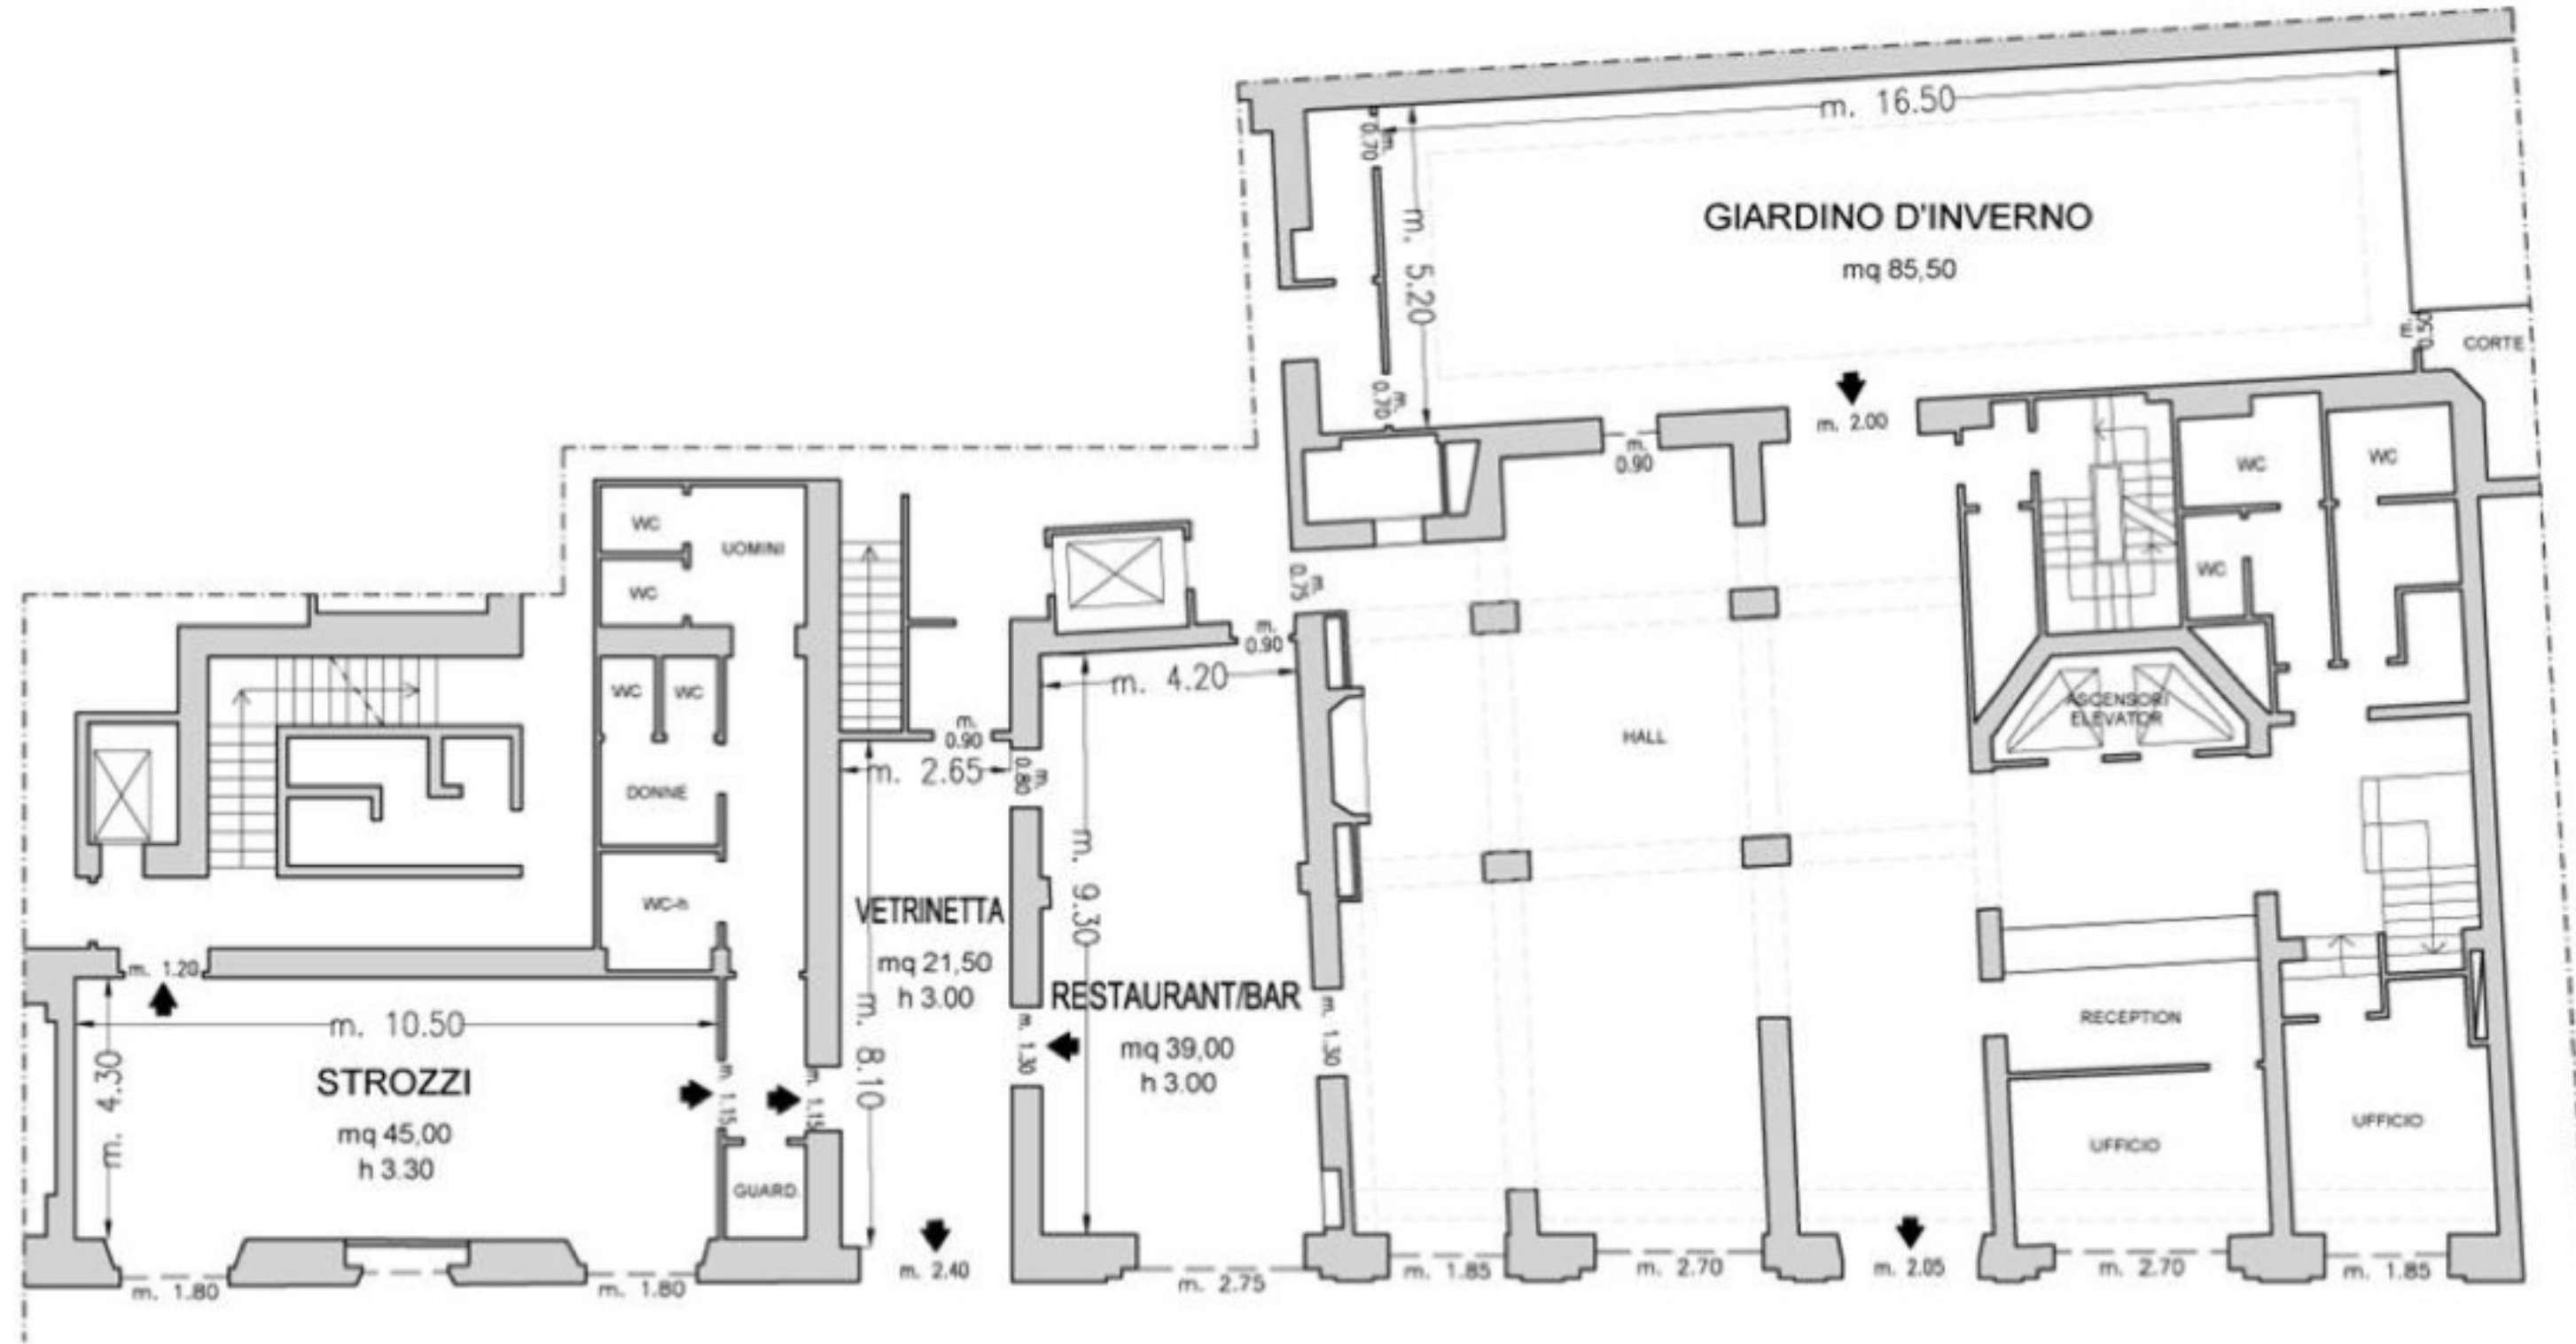 m. 16.50
m.
0.70
m. 5.20
GIARDINO D'INVERNO
mq 85,50
m.
0.50
CORTE
m.
0.70
m. 2.00
m.
0.90
WC
WC
WC
WC
UOMINI
WC
m.
0.75
m.
0.90
m. 4.20
WC
WC
ASCENSORI
ELEVATOR
HALL
m.
0.90
m. 2.65
m.
0.80
DONNE
m. 9.30
WC-h
VETRINETTA
mq 21,50
h 3.00
m. 8.10
m. 1.20
RESTAURANT/BAR
mq 39,00
h 3.00
m. 1.30
m. 1.30
m. 10.50
m. 4.30
STROZZI
mq 45,00
h 3.30
m. 1.15
m. 1.15
GUARD.
RECEPTION
UFFICIO
UFFICIO
m. 1.80
m. 1.80
m. 2.40
m. 2.75
m. 1.85
m. 2.70
m. 2.05
m. 2.70
m. 1.85